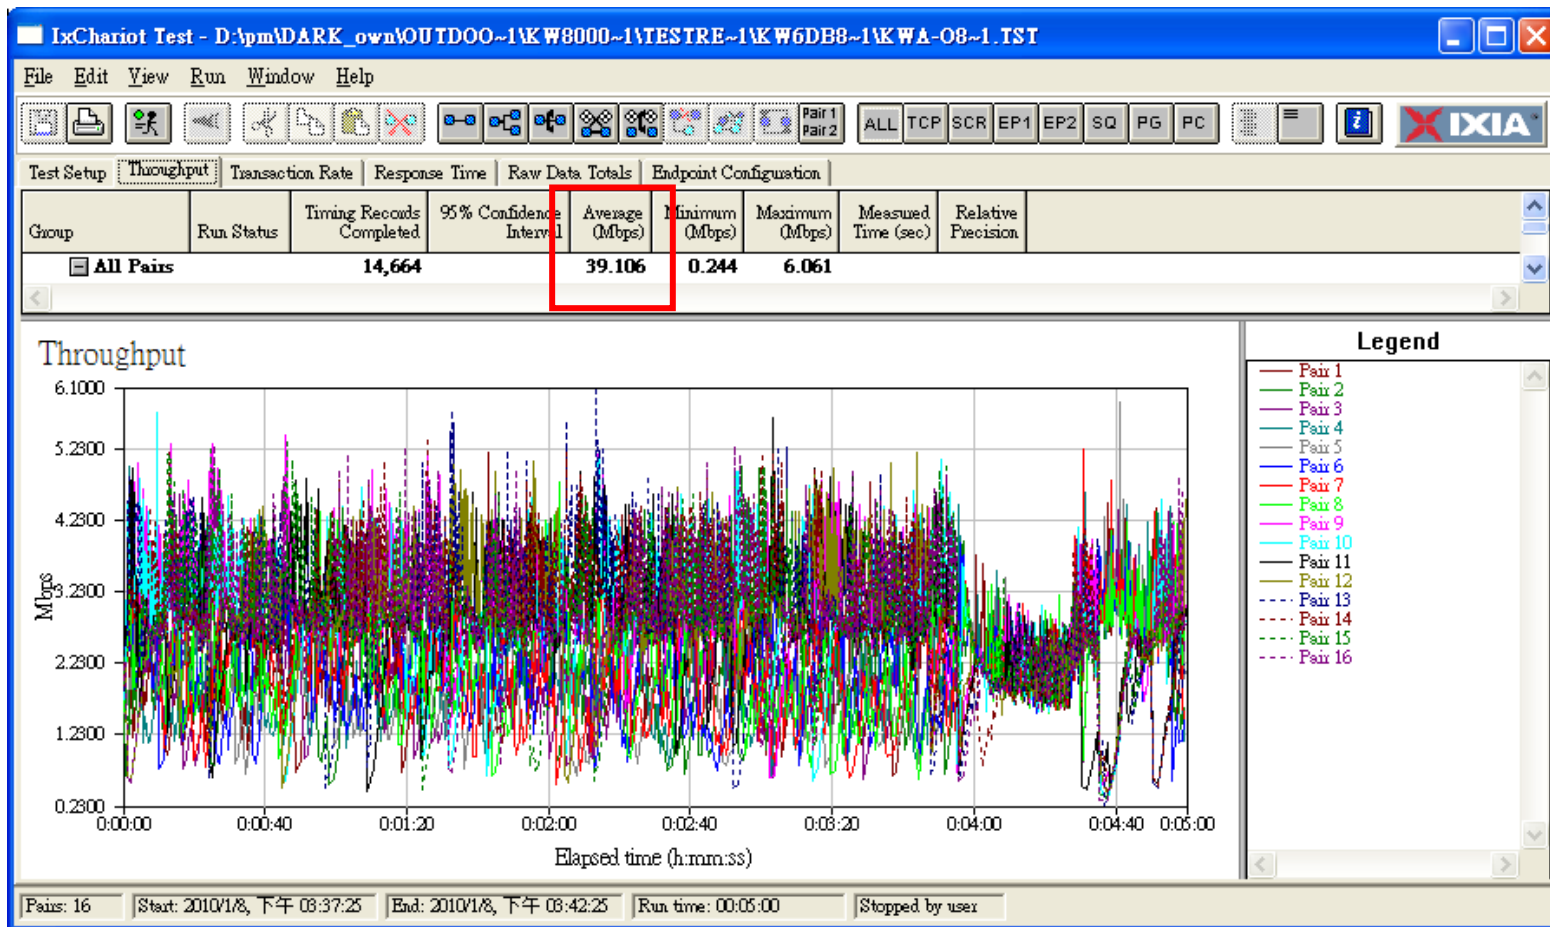 IxChariot Test - D:\pm\DARK_own\OUTDOO~1\KW8000~1\TESTRE~1\KW6DB8~1\KWA-O8~1.TST
File Edit View Run Window Help
Pair 1 Pair 2 ALL TCP SCR EP1 EP2 SQ PG PC IXIA
Test Setup Throughput Transaction Rate Response Time Raw Data Totals Endpoint Configuration
Group Run Status Timing Records Completed 95% Confidence Interval Average (Mbps) Minimum (Mbps) Maximum (Mbps) Measured Time (sec) Relative Precision
All Pairs 14,664 39.106 0.244 6.061
Throughput
6.1000
5.2300
4.2300
3.2300
2.2300
1.2300
0.2300
Mbps
0:00:00 0:00:40 0:01:20 0:02:00 0:02:40 0:03:20 0:04:00 0:04:40 0:05:00
Elapsed time (h:mm:ss)
Legend
Pair 1
Pair 2
Pair 3
Pair 4
Pair 5
Pair 6
Pair 7
Pair 8
Pair 9
Pair 10
Pair 11
Pair 12
Pair 13
Pair 14
Pair 15
Pair 16
Pairs: 16 Start: 2010/1/8, 下午 03:37:25 End: 2010/1/8, 下午 03:42:25 Run time: 00:05:00 Stopped by user